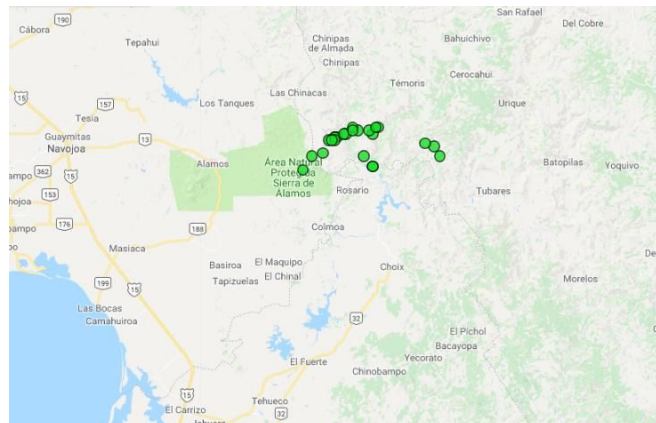 San Rafael
Del Cobre
Cábora
190
Tepahui
Chinipas
de Almada
Chinipas
Bahuichivo
Cerocahui
Témoris
Las Chinacas
Los Tanques
157
Urique
Tesia
15
Guaymitas
Navojoa
13
Alamos
Área Natural
Protegida
Sierra de
Álamos
Batopilas
Yoquivo
362
ampo
153
Rosario
Tubares
hojoa
176
ampo
188
Colmoa
Masiaca
Basiroa
El Maquipo
El Chinal
Tapizuelas
Choix
Morelos
199
15
Las Bocas
Camahuiroa
32
El Pichol
Bacayopa
Yecorato
El Fuerte
Chinobampo
15
Tehueco
El Carrizo
32